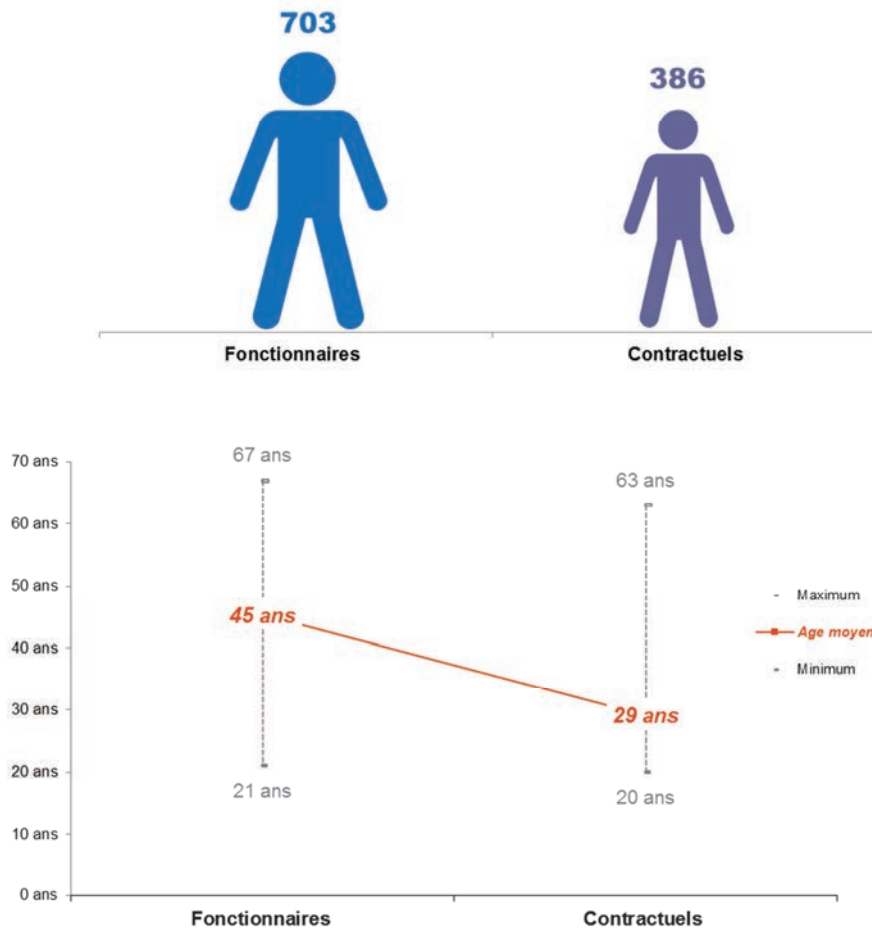 703
386
Fonctionnaires Contractuels
70 ans
67 ans
63 ans
60 ans
50 ans
Maximum
45 ans
Age moyen
40 ans
Minimum
30 ans
29 ans
20 ans
21 ans
20 ans
10 ans
0 ans
Fonctionnaires Contractuels